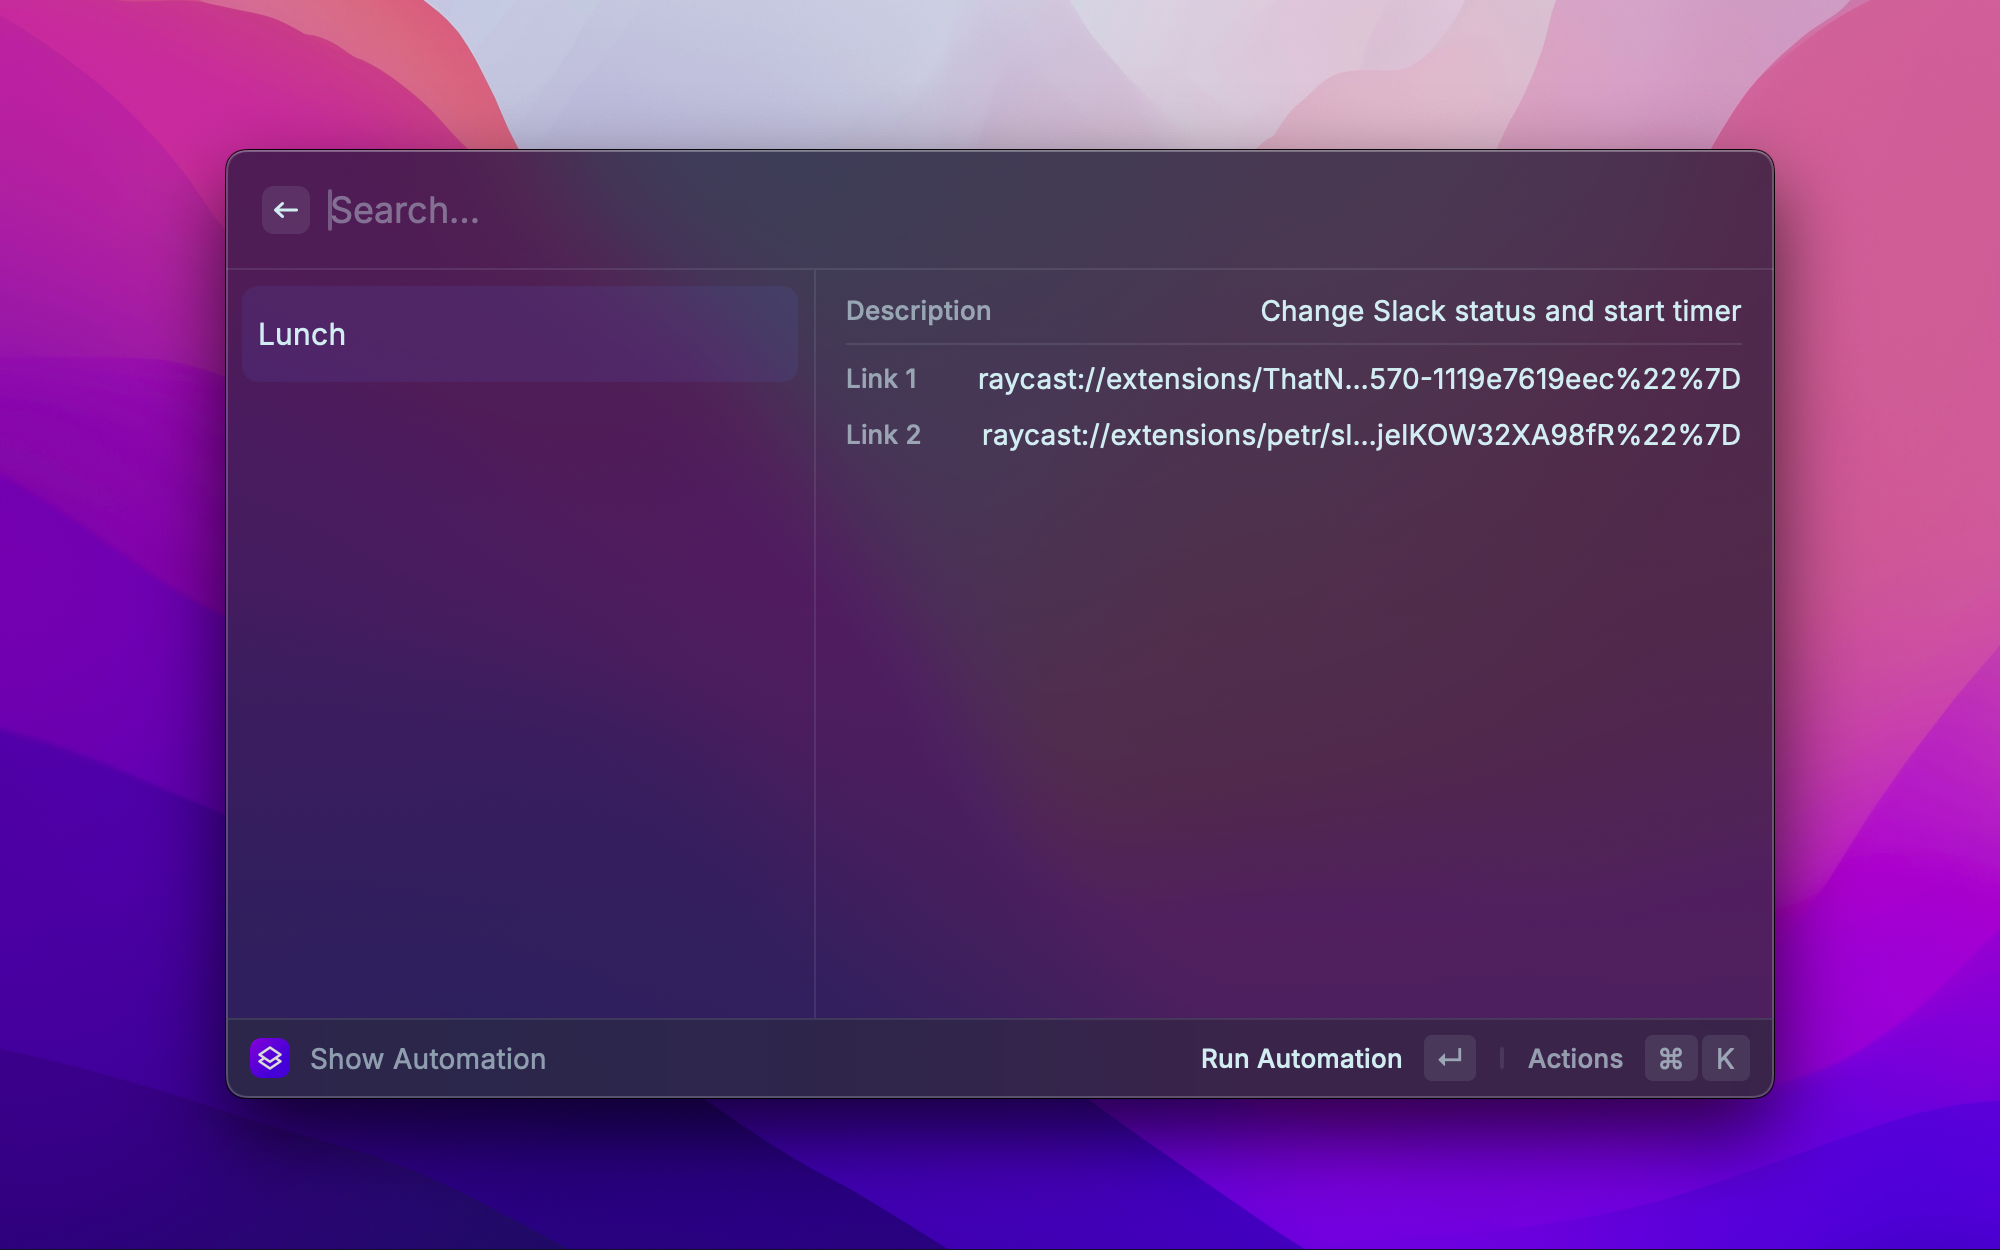 Search...
Lunch
Description Change Slack status and start timer
Link 1 raycast://extensions/ThatN...570-1119e7619eec%22%7D
Link 2 raycast://extensions/petr/sl...jeIKOW32XA98fR%22%7D
Show Automation Run Automation ↵ Actions ⌘ K